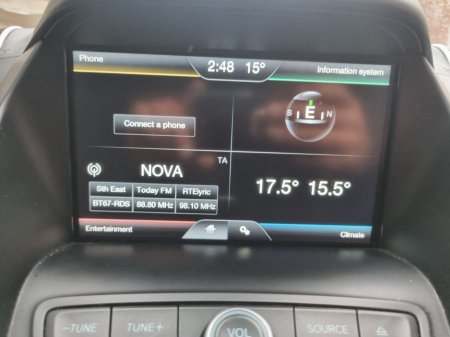 Phone
2:48 15°
Information system
Connect a phone
S E N
NOVA
TA
Sth East Today FM RTElyric
BT67-RDS 88.80 MHz 98.10 MHz
17.5° 15.5°
Entertainment
Climate
-TUNE
TUNE+
VOL
SOURCE